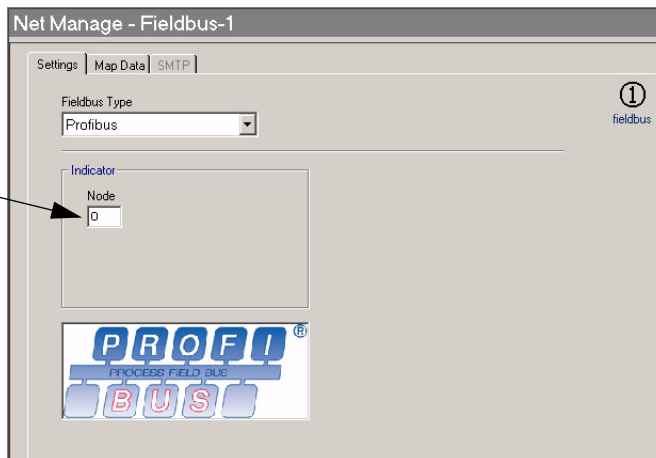 Net Manage - Fieldbus-1
Settings Map Data SMTP
Fieldbus Type
Profibus
1
fieldbus
Indicator
Node
0
PROFI ®
PROCESS FIELD BUS
BUS